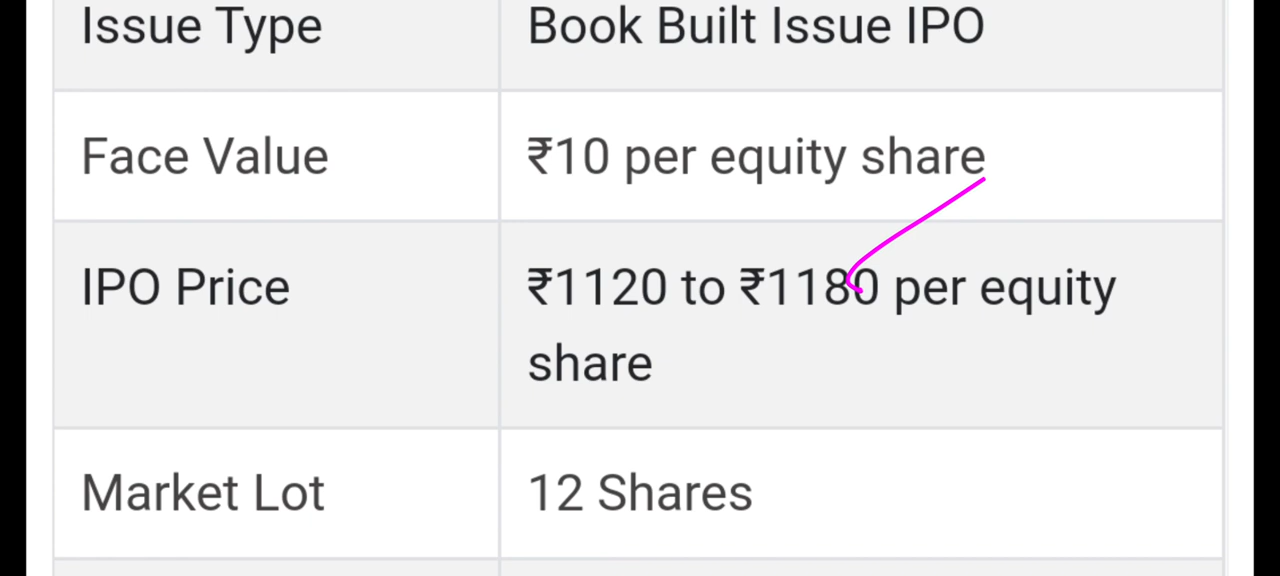 Issue Type
Book Built Issue IPO
Face Value
₹10 per equity share
IPO Price
₹1120 to ₹1180 per equity
share
Market Lot
12 Shares